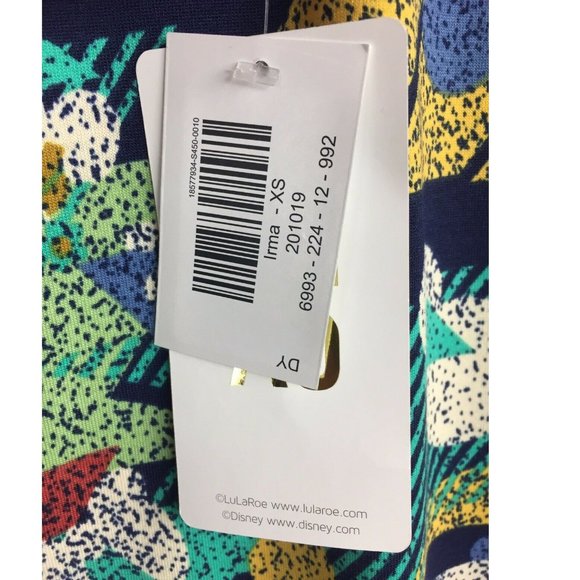 18577934-S450-0010
Irma - XS
201019
6993 - 224 - 12 - 992
DY
©LuLaRoe www.lularoe.com
©Disney www.disney.com